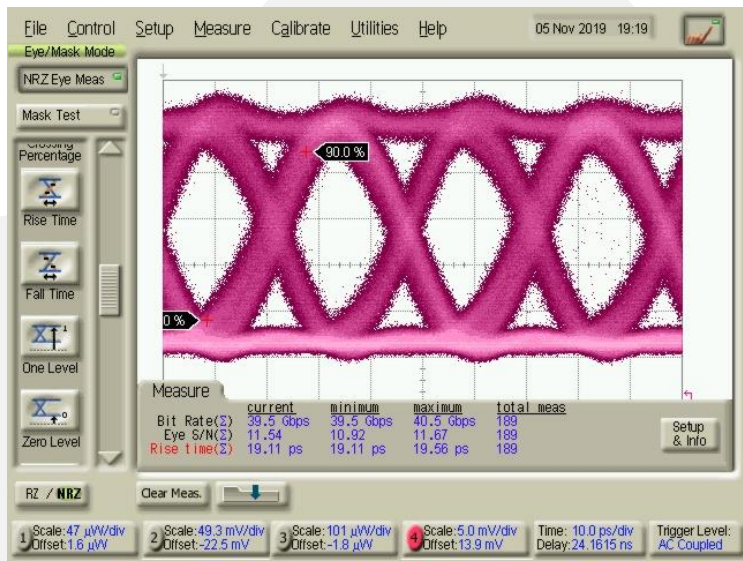 File Control Setup Measure Calibrate Utilities Help 05 Nov 2019 19:19
Eye/Mask Mode
NRZ Eye Meas
Mask Test
Crossing
Percentage
Rise Time
Fall Time
One Level
Zero Level
90.0 %
0 %
Measure
current minimum maximum total meas
Bit Rate(Σ) 39.5 Gbps 39.5 Gbps 40.5 Gbps 189
Eye S/N(Σ) 11.54 10.92 11.67 189
Rise time(Σ) 19.11 ps 19.11 ps 19.56 ps 189
Setup
& Info
RZ / NRZ
Clear Meas.
1 Scale:47 µW/div
Offset:1.6 µW
2 Scale:49.3 mV/div
Offset:-22.5 mV
3 Scale:101 µW/div
Offset:-1.8 µW
4 Scale:5.0 mV/div
Offset:13.9 mV
Time: 10.0 ps/div
Delay:24.1615 ns
Trigger Level:
AC Coupled